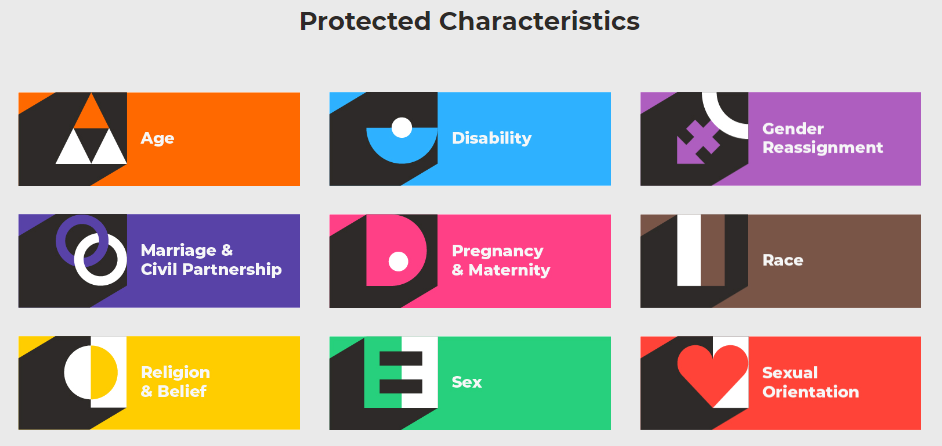 Protected Characteristics
Age
Disability
Gender
Reassignment
Marriage &
Civil Partnership
Pregnancy
& Maternity
Race
Religion
& Belief
Sex
Sexual
Orientation